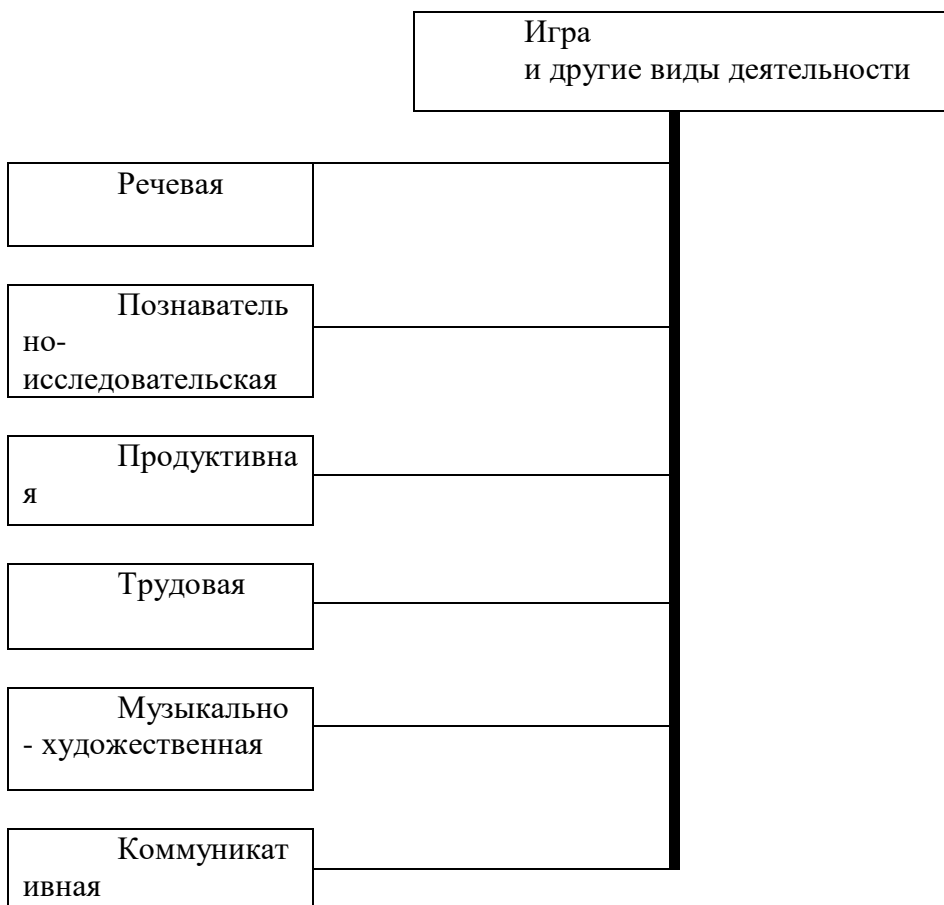 Игра
и другие виды деятельности
Речевая
Познаватель
но-
исследовательская
Продуктивна
я
Трудовая
Музыкально
- художественная
Коммуникат
ивная